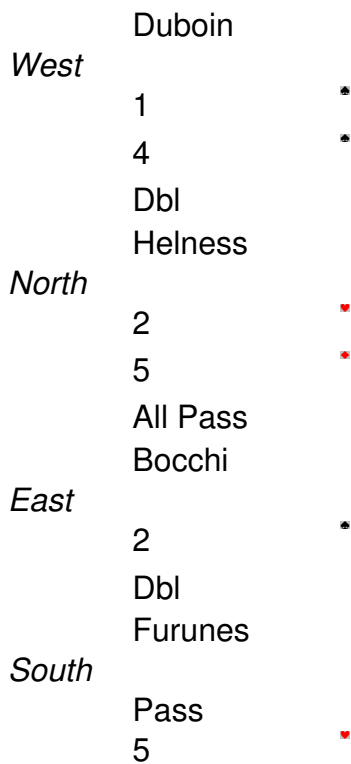 Duboin
West
1 ♠
4 ♠
Dbl
Helness
North
2 ♥
5 ♦
All Pass
Bocchi
East
2 ♠
Dbl
Furunes
South
Pass
5 ♥